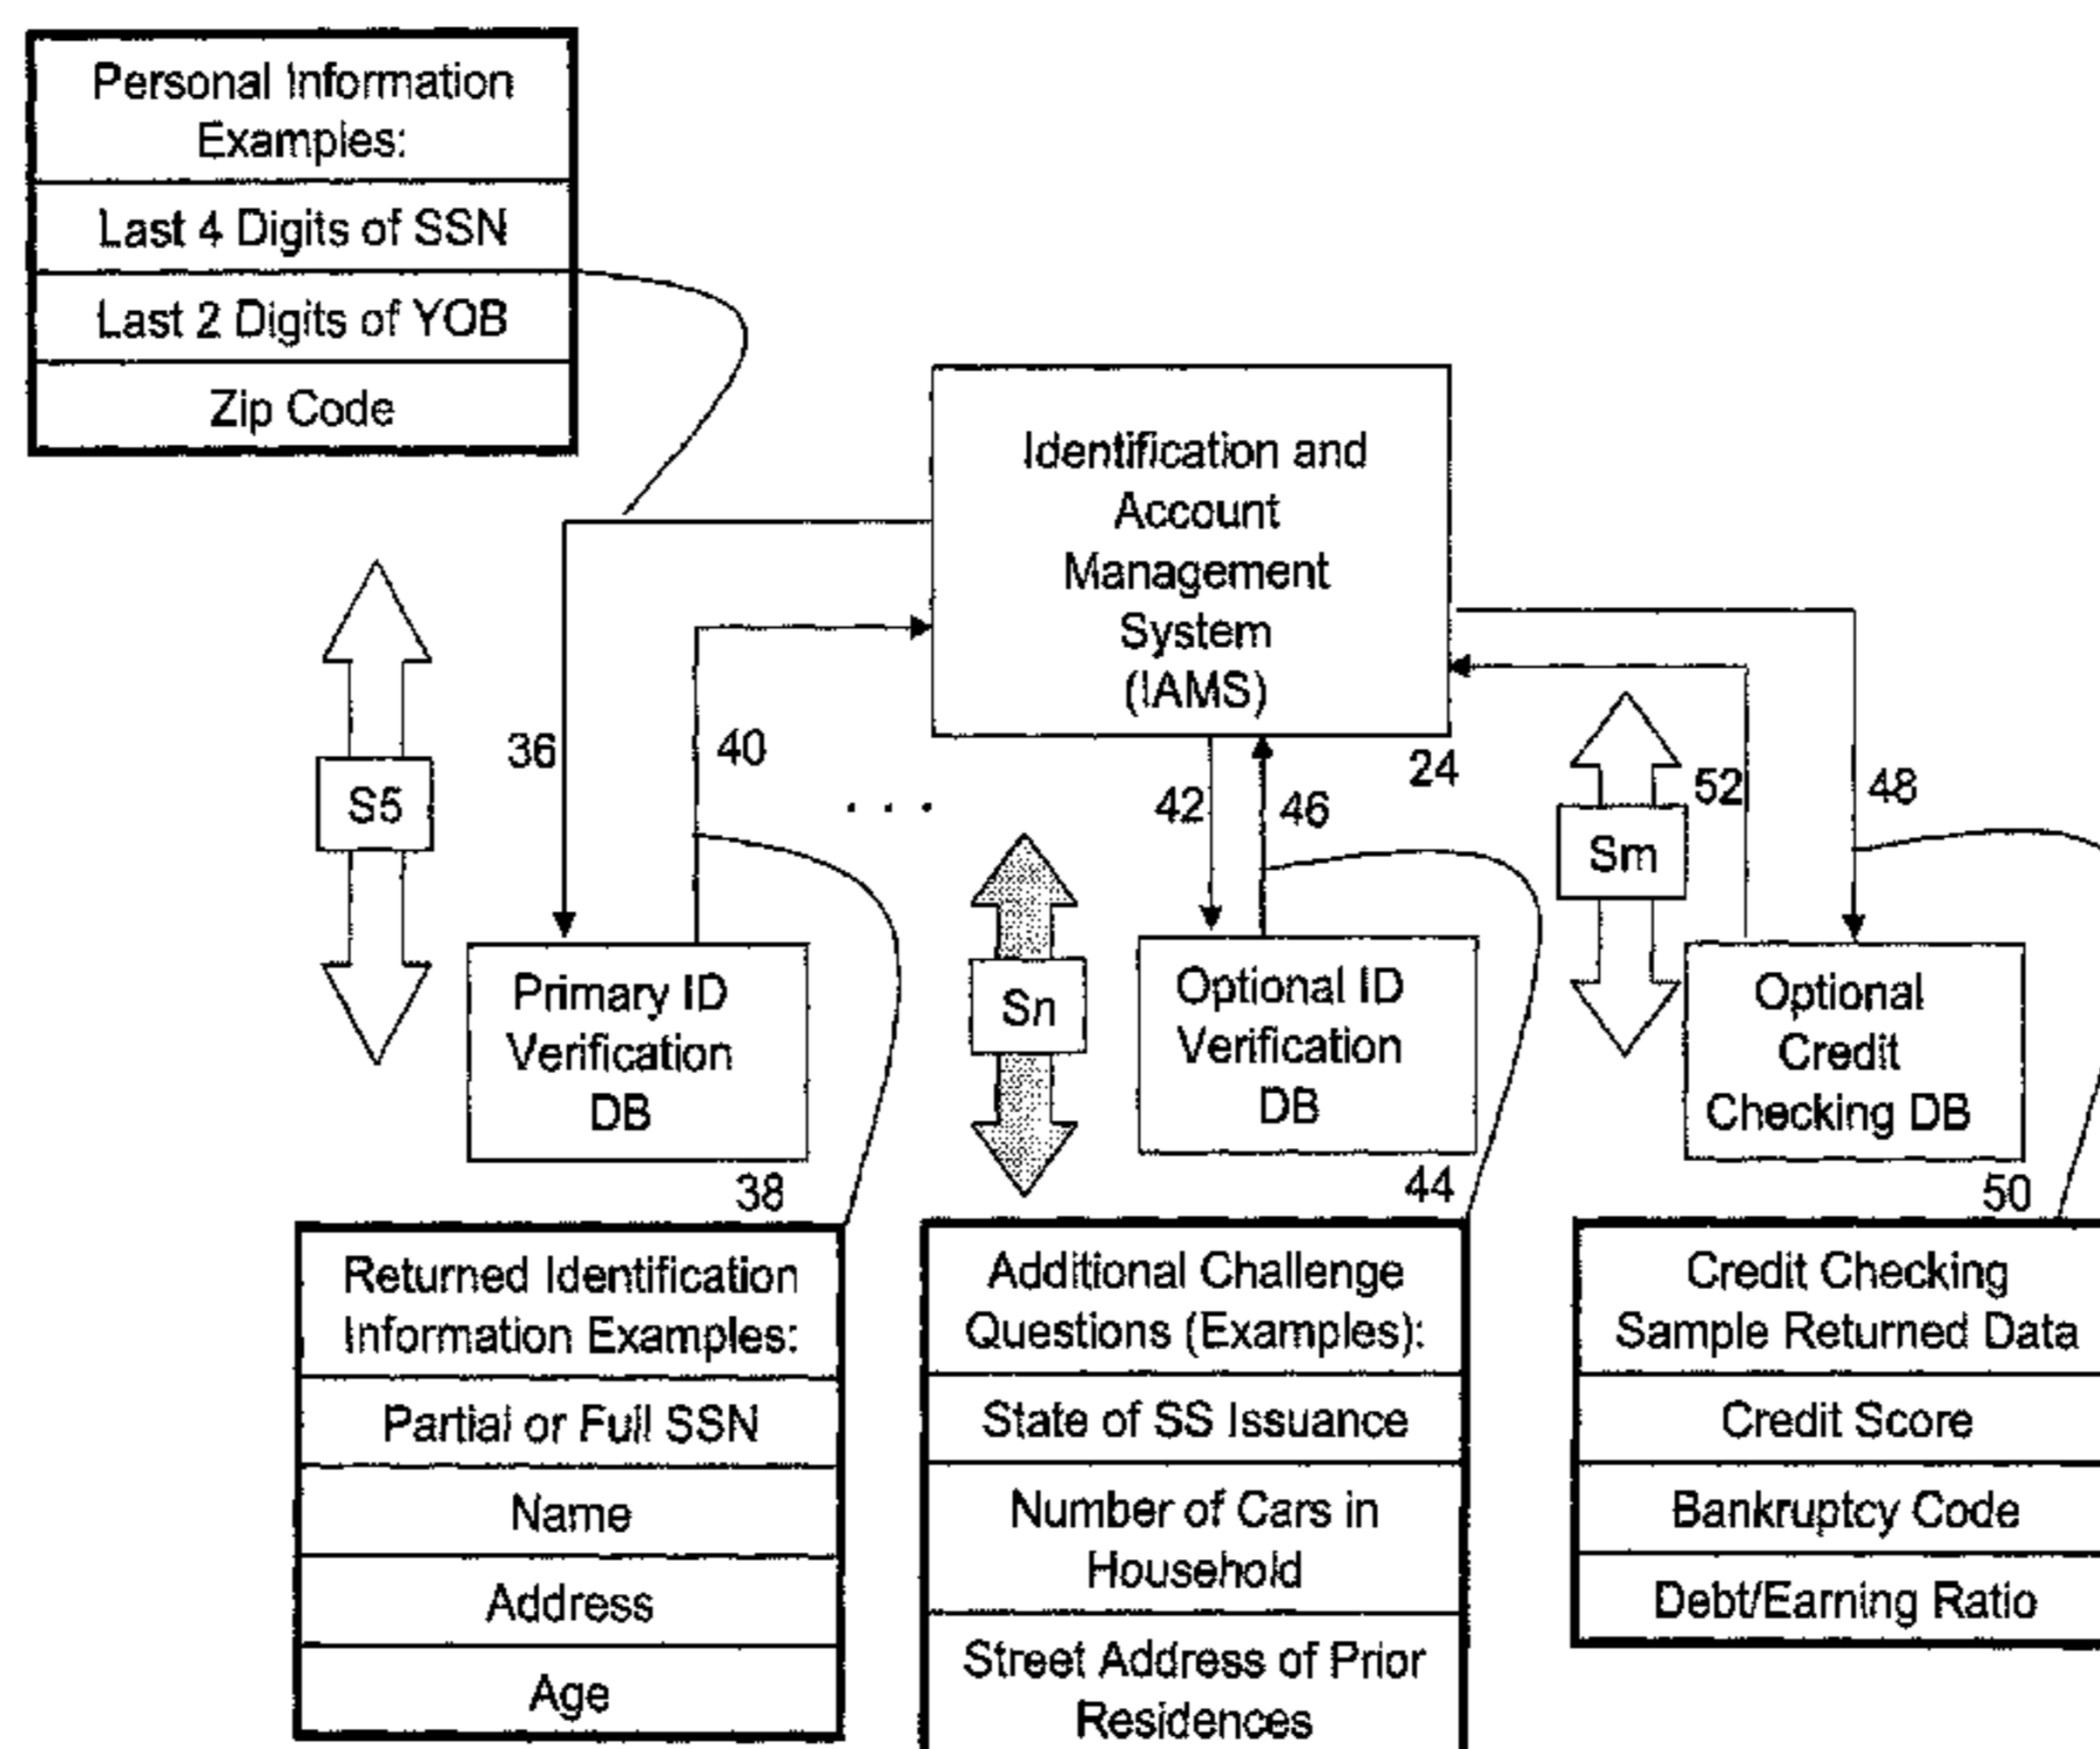 Personal Information
Examples:
Last 4 Digits of SSN
Last 2 Digits of YOB
Zip Code
Identification and
Account
Management
System
(IAMS)
24
36
40
. . .
42
46
52
48
S5
Sn
Sm
Primary ID
Verification
DB
38
Optional ID
Verification
DB
44
Optional
Credit
Checking DB
50
Returned Identification
Information Examples:
Partial or Full SSN
Name
Address
Age
Additional Challenge
Questions (Examples):
State of SS Issuance
Number of Cars in
Household
Street Address of Prior
Residences
Credit Checking
Sample Returned Data
Credit Score
Bankruptcy Code
Debt/Earning Ratio